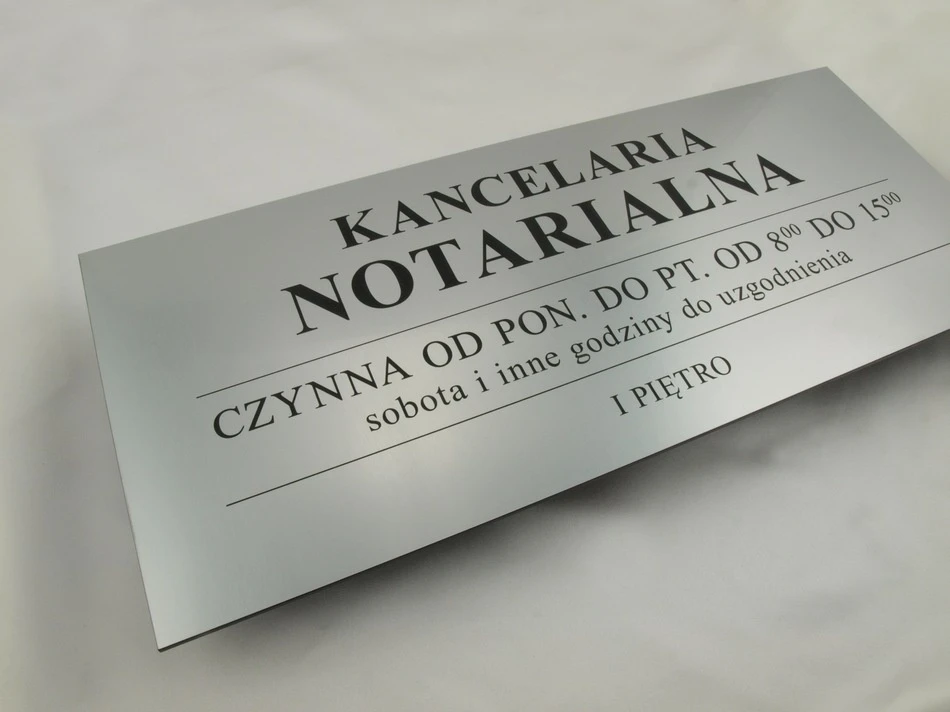 KANCELARIA
NOTARIALNA
CZYNNA OD PON. DO PT. OD 8⁰⁰ DO 15⁰⁰
sobota i inne godziny do uzgodnienia
I PIĘTRO